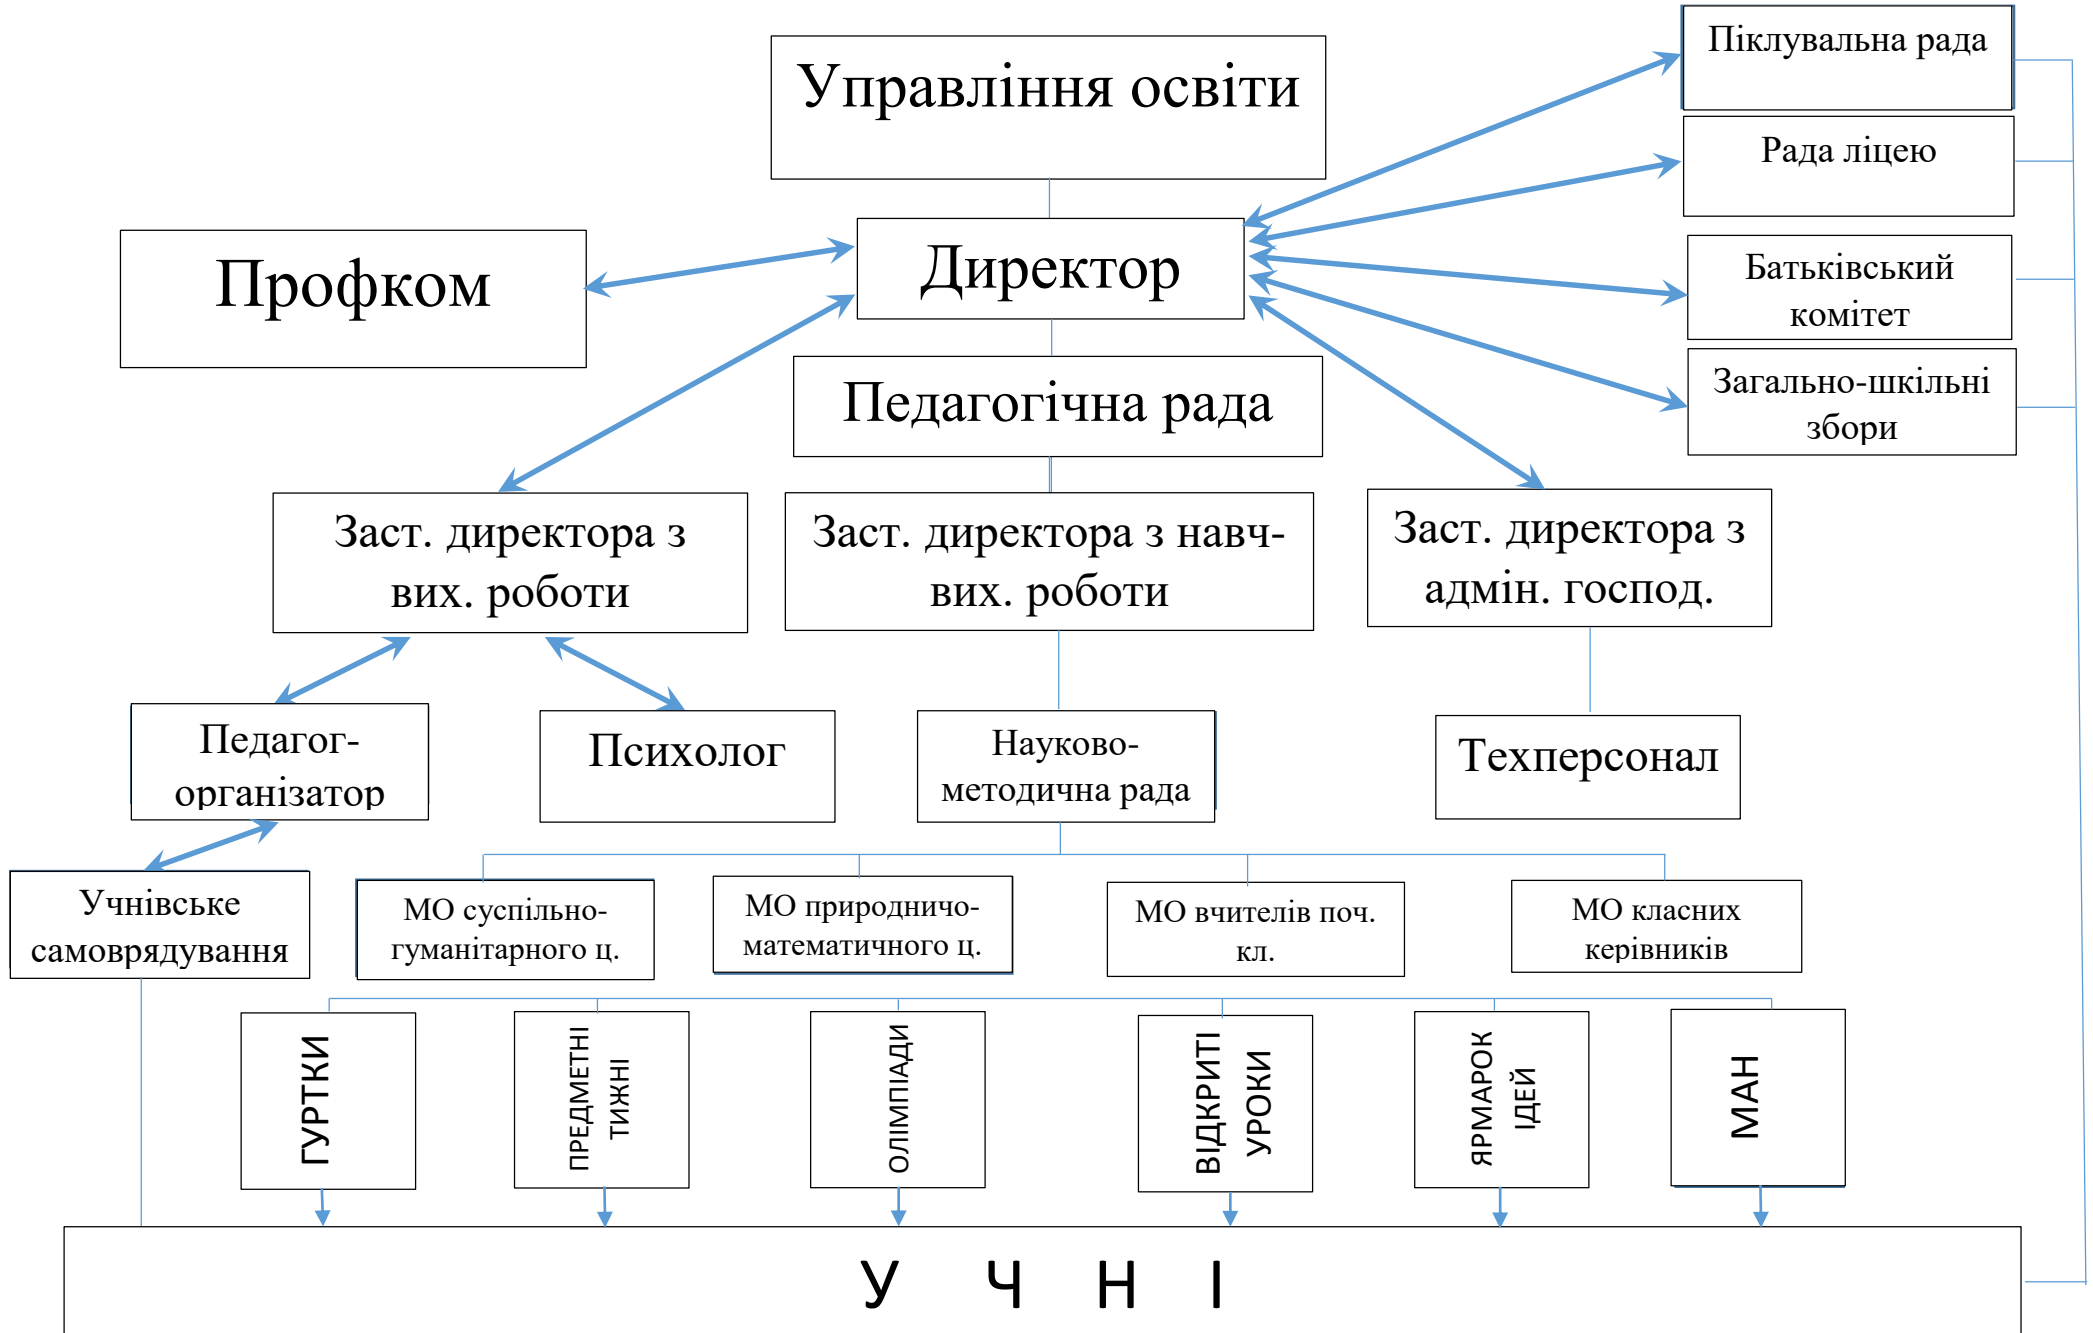 Управління освіти
Піклувальна рада
Рада ліцею
Профком
Директор
Батьківський
комітет
Педагогічна рада
Загально-шкільні
збори
Заст. директора з
вих. роботи
Заст. директора з навч-
вих. роботи
Заст. директора з
адмін. господ.
Педагог-
організатор
Психолог
Науково-
методична рада
Техперсонал
Учнівське
самоврядування
МО суспільно-
гуманітарного ц.
МО природничо-
математичного ц.
МО вчителів поч.
кл.
МО класних
керівників
ГУРТКИ
ПРЕДМЕТНІ
ТИЖНІ
ОЛІМПІАДИ
ВІДКРИТІ
УРОКИ
ЯРМАРОК
ІДЕЙ
МАН
У Ч Н І